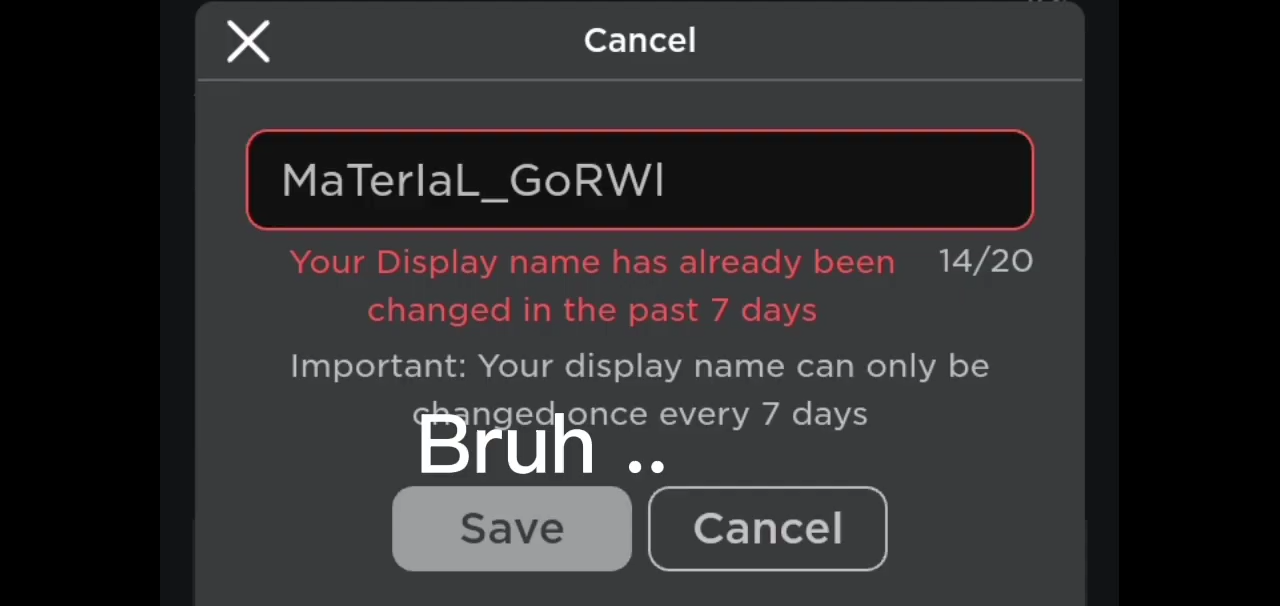 Cancel
MaTerIaL_GoRWl
Your Display name has already been
14/20
changed in the past 7 days
Important: Your display name can only be
changed once every 7 days
Bruh ..
Save
Cancel